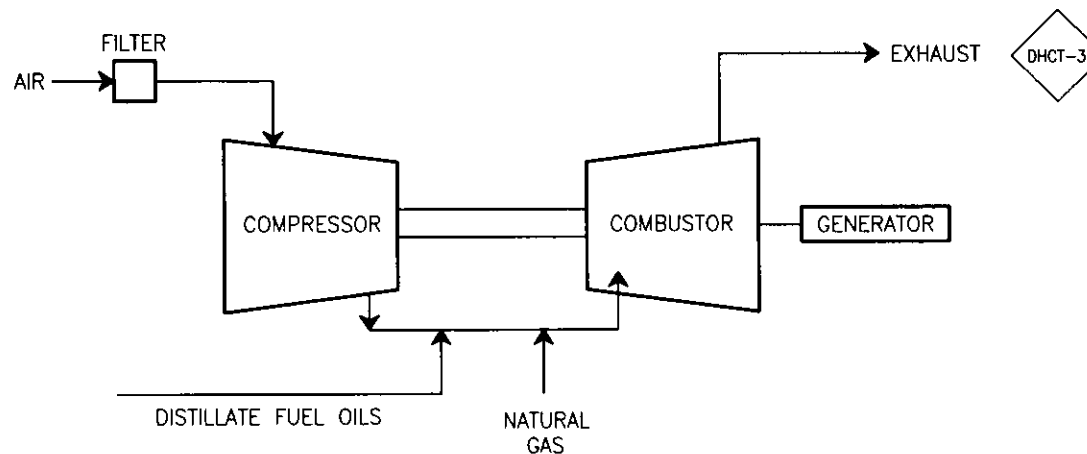 FILTER
AIR
EXHAUST
DHCT-3
COMPRESSOR
COMBUSTOR
GENERATOR
DISTILLATE FUEL OILS
NATURAL
GAS